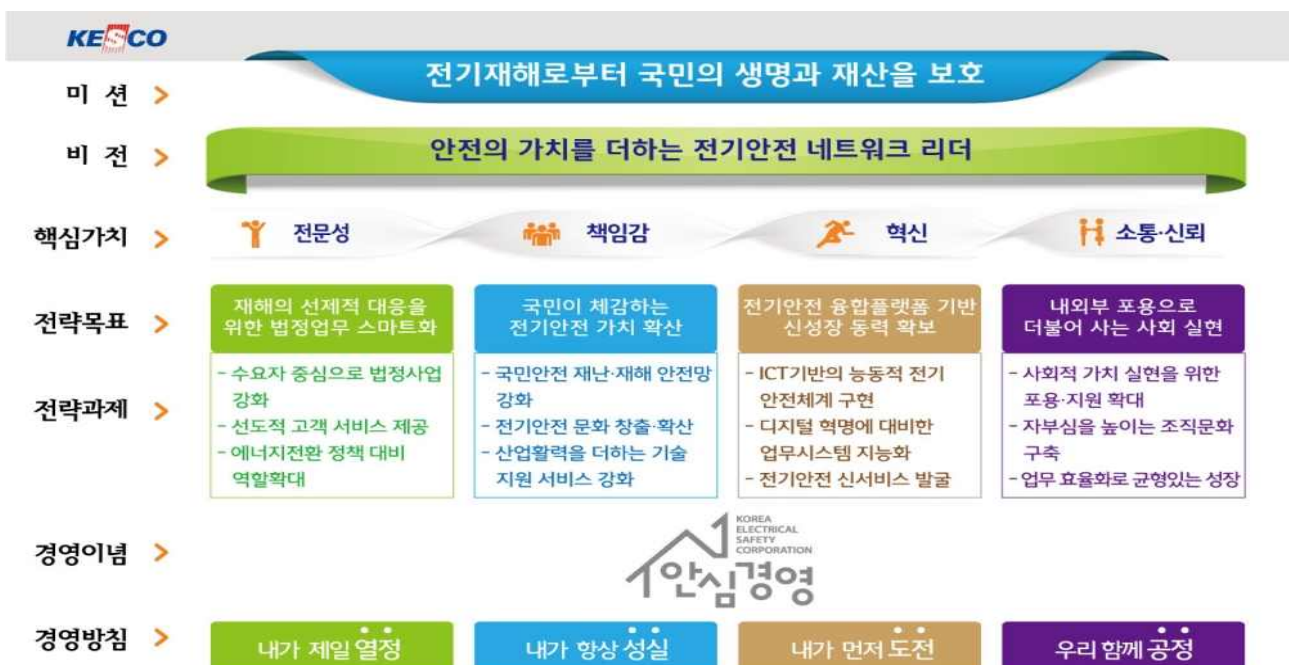 KESCO
미 션 >
전기재해로부터 국민의 생명과 재산을 보호
비 전 >
안전의 가치를 더하는 전기안전 네트워크 리더
핵심가치 >
전문성
책임감
혁신
소통·신뢰
전략목표 >
재해의 선제적 대응을
위한 법정업무 스마트화
국민이 체감하는
전기안전 가치 확산
전기안전 융합플랫폼 기반
신성장 동력 확보
내외부 포용으로
더불어 사는 사회 실현
전략과제 >
- 수요자 중심으로 법정사업
강화
- 선도적 고객 서비스 제공
- 에너지전환 정책 대비
역할확대
- 국민안전 재난·재해 안전망
강화
- 전기안전 문화 창출·확산
- 산업활력을 더하는 기술
지원 서비스 강화
- ICT기반의 능동적 전기
안전체계 구현
- 디지털 혁명에 대비한
업무시스템 지능화
- 전기안전 신서비스 발굴
- 사회적 가치 실현을 위한
포용·지원 확대
- 자부심을 높이는 조직문화
구축
- 업무 효율화로 균형있는 성장
경영이념 >
KOREA
ELECTRICAL
SAFETY
CORPORATION
안심경영
경영방침 >
내가 제일 열정
내가 항상 성실
내가 먼저 도전
우리 함께 공정